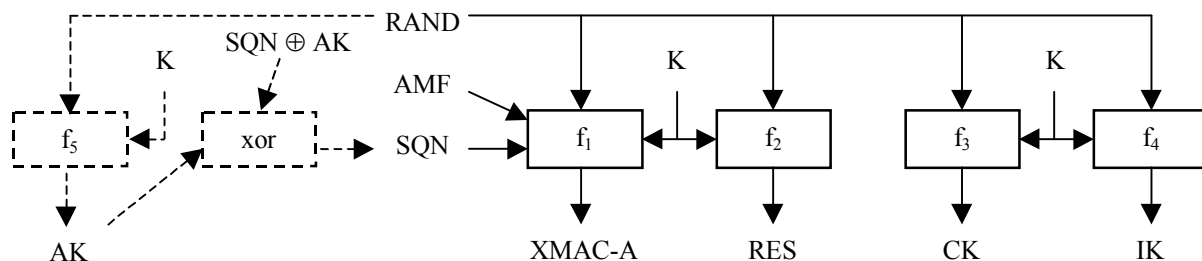 RAND
SQN ⊕ AK
K
K
K
AMF
f5
xor
SQN
f1
f2
f3
f4
AK
XMAC-A
RES
CK
IK